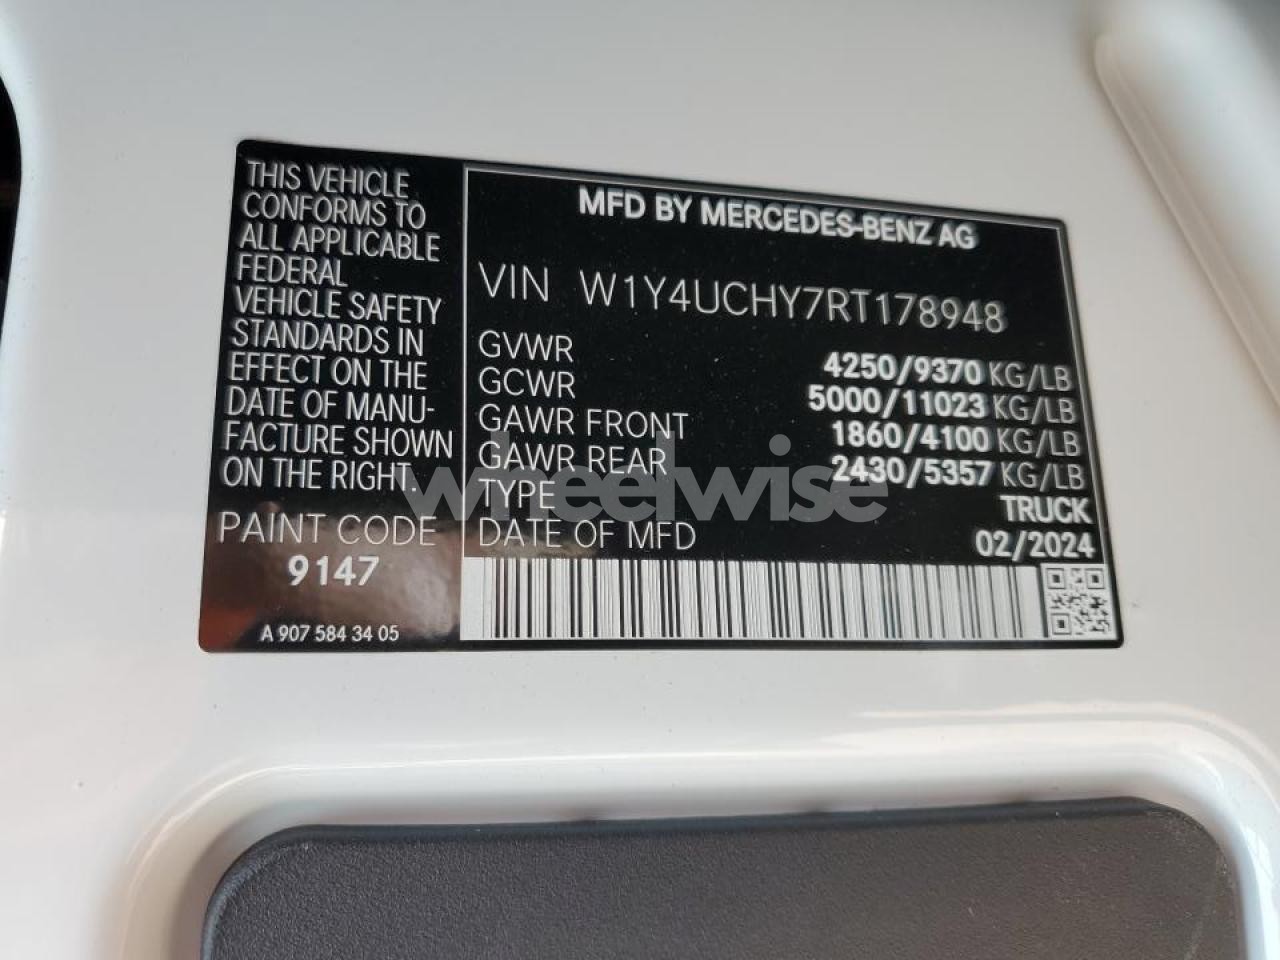 THIS VEHICLE
CONFORMS TO
ALL APPLICABLE
FEDERAL
VEHICLE SAFETY
STANDARDS IN
EFFECT ON THE
DATE OF MANU-
FACTURE SHOWN
ON THE RIGHT.
PAINT CODE
9147
A 907 584 34 05
MFD BY MERCEDES-BENZ AG
VIN W1Y4UCHY7RT178948
GVWR 4250/9370 KG/LB
GCWR 5000/11023 KG/LB
GAWR FRONT 1860/4100 KG/LB
GAWR REAR 2430/5357 KG/LB
TYPE TRUCK
DATE OF MFD 02/2024
wheelwise